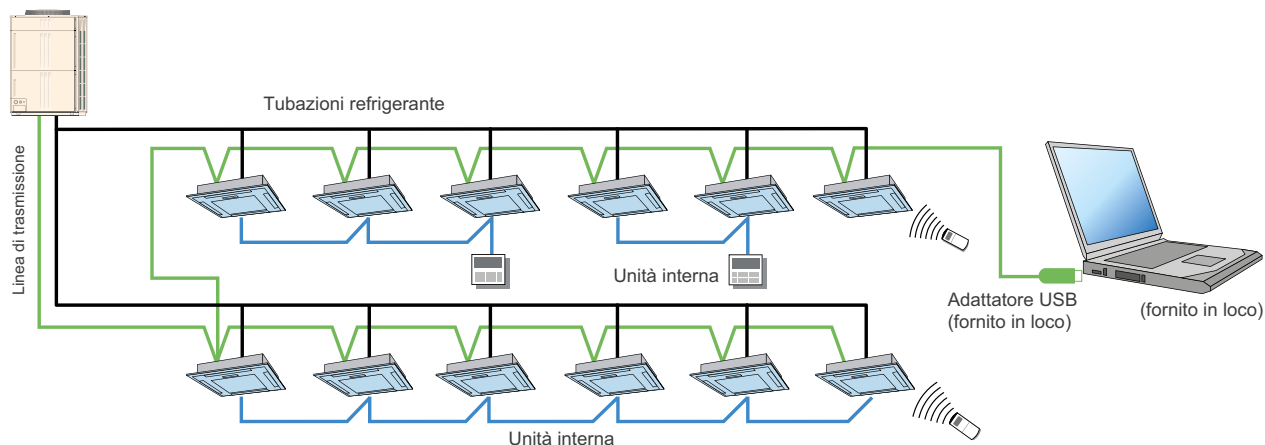 Tubazioni refrigerante
Linea di trasmissione
Unità interna
Adattatore USB
(fornito in loco)
(fornito in loco)
Unità interna